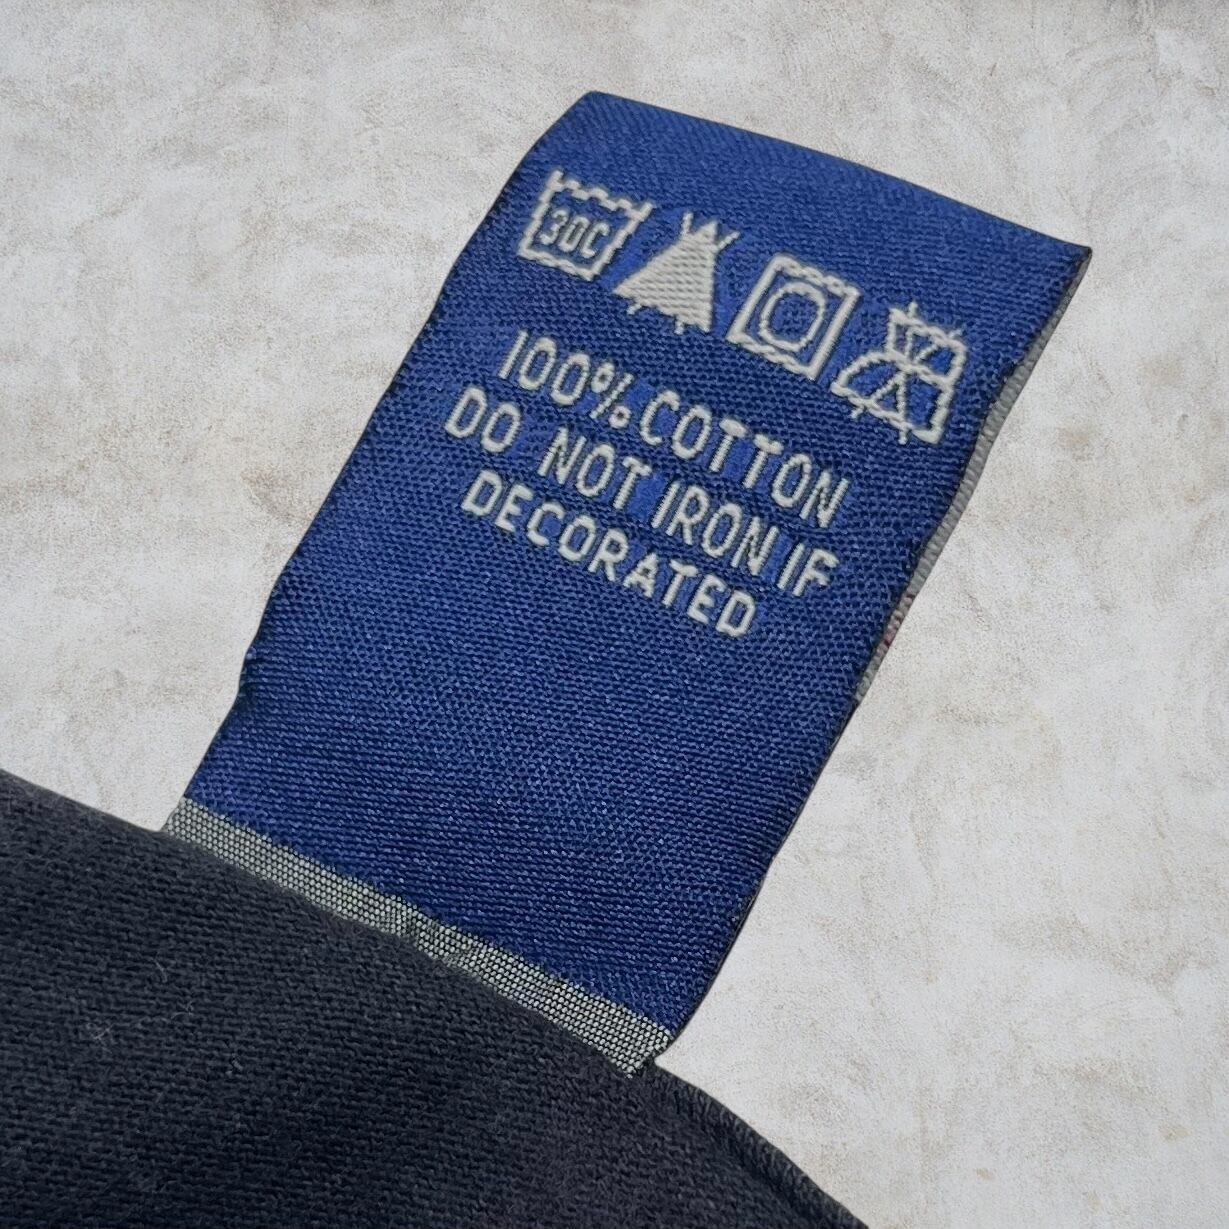 30C
100% COTTON
DO NOT IRON IF
DECORATED